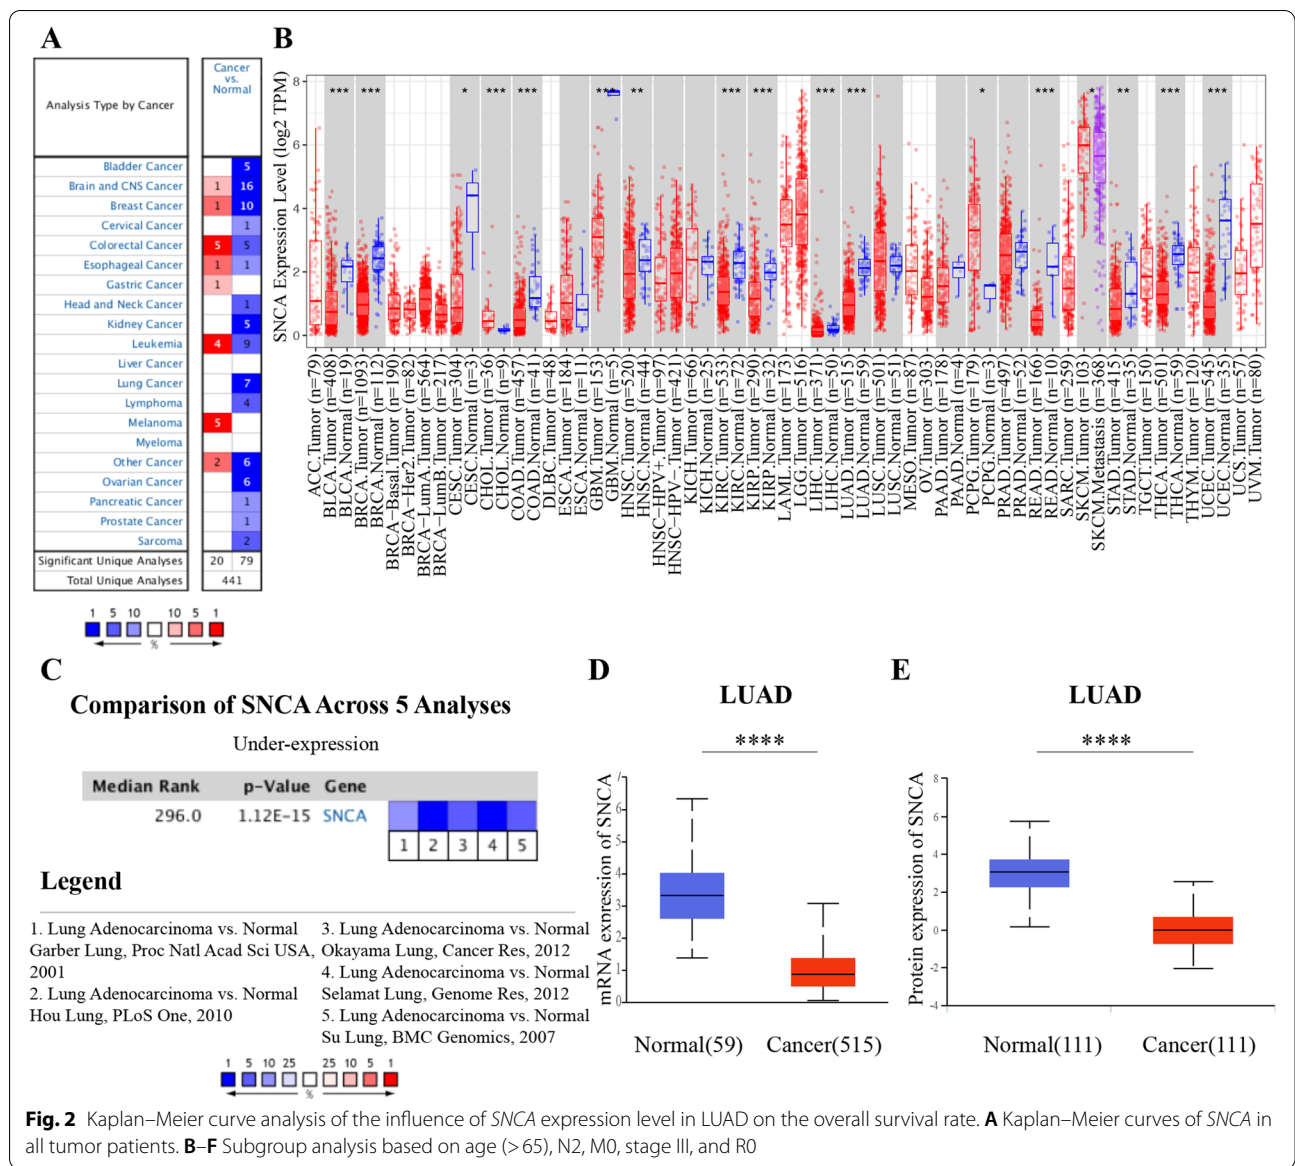 A
Analysis Type by Cancer
Cancer
vs.
Normal
Bladder Cancer 5
Brain and CNS Cancer 1 16
Breast Cancer 1 10
Cervical Cancer 1
Colorectal Cancer 5 5
Esophageal Cancer 1 1
Gastric Cancer 1
Head and Neck Cancer 1
Kidney Cancer 5
Leukemia 4 9
Liver Cancer
Lung Cancer 7
Lymphoma 4
Melanoma 5
Myeloma
Other Cancer 2 6
Ovarian Cancer 6
Pancreatic Cancer 1
Prostate Cancer 1
Sarcoma 2
Significant Unique Analyses 20 79
Total Unique Analyses 441
1 5 10 10 5 1
%
B
SNCA Expression Level (log2 TPM)
8
6
4
2
0
*** *** * *** *** *** ** *** *** *** *** * *** * ** *** ***
ACC.Tumor (n=79)
BLCA.Tumor (n=408)
BLCA.Normal (n=19)
BRCA.Tumor (n=1093)
BRCA.Normal (n=112)
BRCA-Basal.Tumor (n=190)
BRCA-Her2.Tumor (n=82)
BRCA-LumA.Tumor (n=564)
BRCA-LumB.Tumor (n=217)
CESC.Tumor (n=304)
CESC.Normal (n=3)
CHOL.Tumor (n=36)
CHOL.Normal (n=9)
COAD.Tumor (n=457)
COAD.Normal (n=41)
DLBC.Tumor (n=48)
ESCA.Tumor (n=184)
ESCA.Normal (n=11)
GBM.Tumor (n=153)
GBM.Normal (n=5)
HNSC.Tumor (n=520)
HNSC.Normal (n=44)
HNSC-HPV+.Tumor (n=97)
HNSC-HPV-.Tumor (n=421)
KICH.Tumor (n=66)
KICH.Normal (n=25)
KIRC.Tumor (n=533)
KIRC.Normal (n=72)
KIRP.Tumor (n=290)
KIRP.Normal (n=32)
LAML.Tumor (n=173)
LGG.Tumor (n=516)
LIHC.Tumor (n=371)
LIHC.Normal (n=50)
LUAD.Tumor (n=515)
LUAD.Normal (n=59)
LUSC.Tumor (n=501)
LUSC.Normal (n=51)
MESO.Tumor (n=87)
OV.Tumor (n=303)
PAAD.Tumor (n=178)
PAAD.Normal (n=4)
PCPG.Tumor (n=179)
PCPG.Normal (n=3)
PRAD.Tumor (n=497)
PRAD.Normal (n=52)
READ.Tumor (n=166)
READ.Normal (n=10)
SARC.Tumor (n=259)
SKCM.Tumor (n=103)
SKCM.Metastasis (n=368)
STAD.Tumor (n=415)
STAD.Normal (n=35)
TGCT.Tumor (n=150)
THCA.Tumor (n=501)
THCA.Normal (n=59)
THYM.Tumor (n=120)
UCEC.Tumor (n=545)
UCEC.Normal (n=35)
UCS.Tumor (n=57)
UVM.Tumor (n=80)
C
Comparison of SNCA Across 5 Analyses
Under-expression
Median Rank p-Value Gene
296.0 1.12E-15 SNCA
1 2 3 4 5
Legend
1. Lung Adenocarcinoma vs. Normal
Garber Lung, Proc Natl Acad Sci USA,
2001
2. Lung Adenocarcinoma vs. Normal
Hou Lung, PLoS One, 2010
3. Lung Adenocarcinoma vs. Normal
Okayama Lung, Cancer Res, 2012
4. Lung Adenocarcinoma vs. Normal
Selamat Lung, Genome Res, 2012
5. Lung Adenocarcinoma vs. Normal
Su Lung, BMC Genomics, 2007
1 5 10 25 25 10 5 1
%
D
LUAD
****
mRNA expression of SNCA
7
6
5
4
3
2
1
0
Normal(59) Cancer(515)
E
LUAD
****
Protein expression of SNCA
8
6
4
2
0
-2
-4
Normal(111) Cancer(111)
Fig. 2 Kaplan–Meier curve analysis of the influence of SNCA expression level in LUAD on the overall survival rate. A Kaplan–Meier curves of SNCA in
all tumor patients. B–F Subgroup analysis based on age (> 65), N2, M0, stage III, and R0